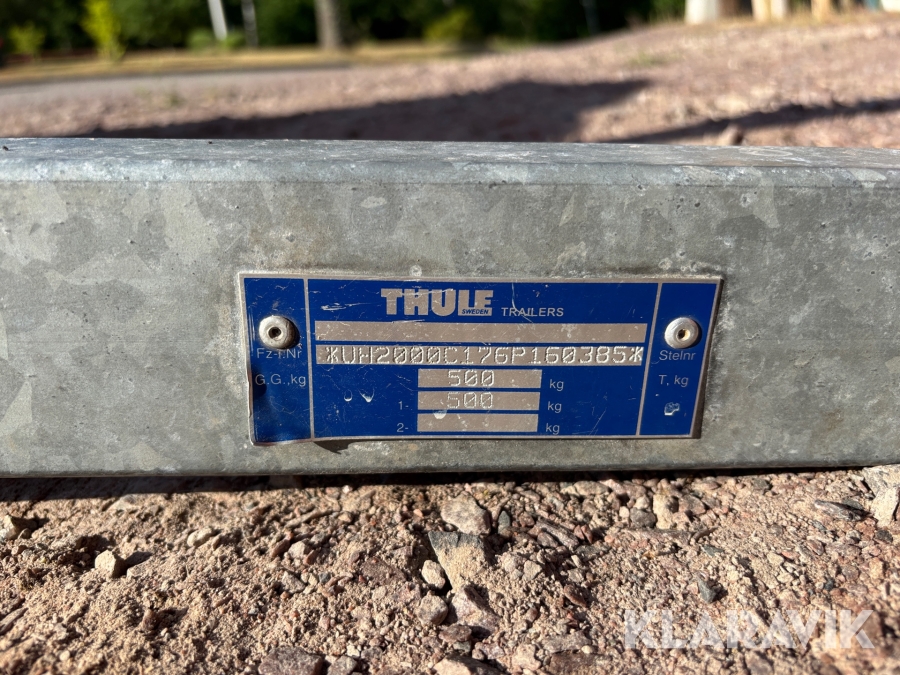 THULE SWEDEN TRAILERS
Fz-I.Nr *UH2000C176P160385* Stelnr
G.G.,kg 500 kg T, kg
1- 500 kg
2- kg
KLARAVIK